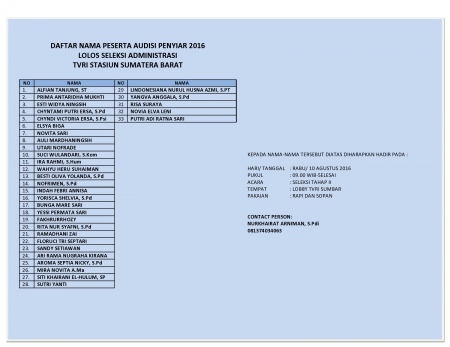 DAFTAR NAMA PESERTA AUDISI PENYIAR 2016
LOLOS SELEKSI ADMINISTRASI
TVRI STASIUN SUMATERA BARAT
NO NAMA NO NAMA
1. ALFIAN TANJUNG, ST 29 LINDONESIANA NURUL HUSNA AZMI, S.PT
2. PRIMA ANTARIDHA MUKHTI 30 YANOVA ANGGALA, S.Pd
3. ESTI WIDYA NINGSIH 31 RISA SURAYA
4. CHYNTAMI PUTRI ERSA, S.Pd 32 NOVIA ELVA LENI
5. CHYNDI VICTORIA ERSA, S.Psi 33 PUTRI ADI RATNA SARI
6. ELSYA BIGA
7. NOVITA SARI
8. AULI MARDHANINGSIH
9. UTARI NOFRADE
10. SUCI WULANDARI, S.Kom
11. IRA RAHMI, S.Hum
12. WAHYU HERU SUHAIMAN
13. BESTI OLIVA YOLANDA, S.Pd
14. NOFRIMEN, S.Pd
15. INDAH FEBRI ANNISA
16. YORISCA SHELVIA, S.Pd
17. BUNGA MARE SARI
18. YESSI PERMATA SARI
19. FAKHRURRHOZY
20. RITA NUR SYAFNI, S.Pd
21. RAMADHANI ZAI
22. FLORUCI TRI SEPTARI
23. SANDY SETIAWAN
24. ARI RAMA NUGRAHA KIRANA
25. AROMA SEPTIA NICKY, S.Pd
26. MIRA NOVITA A.Ma
27. SITI KHAIRANI EL-HULUM, SP
28. SUTRI YANTI
KEPADA NAMA-NAMA TERSEBUT DIATAS DIHARAPKAN HADIR PADA :
HARI/ TANGGAL : RABU/ 10 AGUSTUS 2016
PUKUL : 09.00 WIB-SELESAI
ACARA : SELEKSI TAHAP II
TEMPAT : LOBBY TVRI SUMBAR
PAKAIAN : RAPI DAN SOPAN
CONTACT PERSON:
NURKHAIRAT ARNIMAN, S.Pdi
081374034063